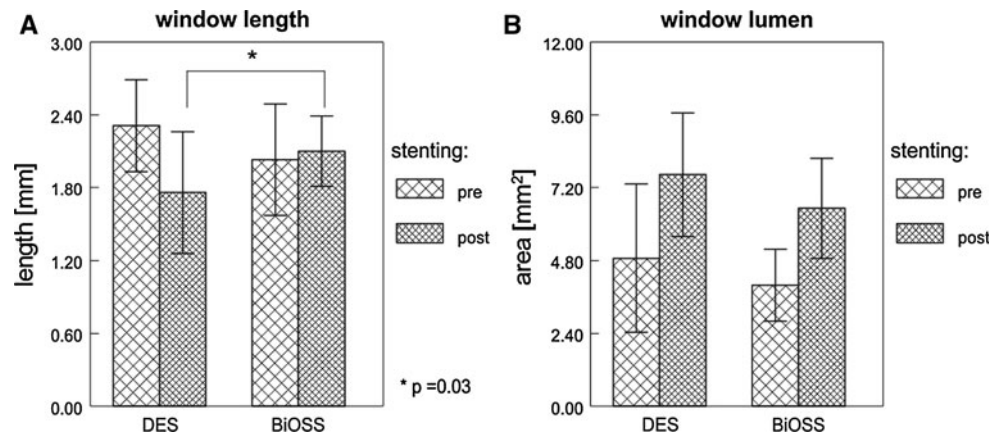 A
window length
3.00
2.40
1.80
1.20
0.60
0.00
length [mm]
*
DES
BiOSS
stenting:
pre
post
* p =0.03
B
window lumen
12.00
9.60
7.20
4.80
2.40
0.00
area [mm²]
DES
BiOSS
stenting:
pre
post